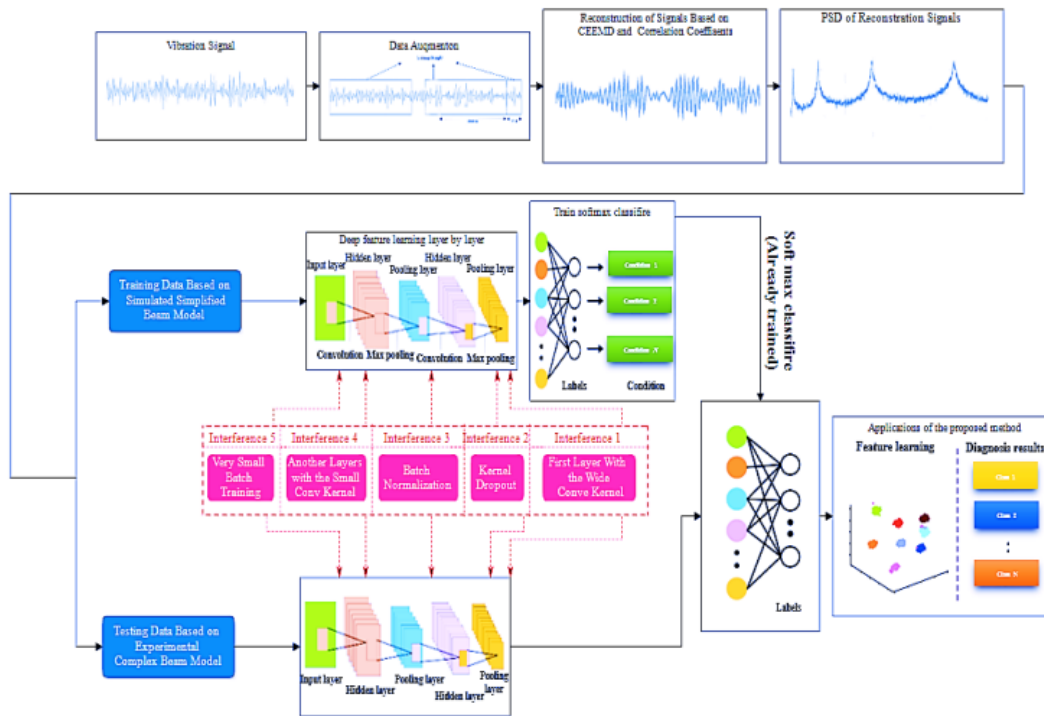 Vibration Signal
Data Auqmenton
Reconstruction of Signals Based on
CEEMD and Correlation Coeffients
PSD of Reconstration Signals
Training Data Based on
Simulated Simplified
Beam Model
Deep feature learning layer by layer
Input layer
Hidden layer
Pooling layer
Hidden layer
Pooling layer
Convolution
Max pooling
Convolution
Max pooling
Train softmax classifire
Condition 1
Condition 2
Condition N
Labels
Condition
Soft max classifire
(Already trained)
Interference 5
Interference 4
Interference 3
Interference 2
Interference 1
Very Small
Batch
Training
Another Layers
with the Small
Conv Kernel
Batch
Normalization
Kernel
Dropout
First Layer With
the Wide
Conve Kernel
Testing Data Based on
Experimental
Complex Beam Model
Input layer
Hidden layer
Pooling layer
Hidden layer
Pooling
layer
Labels
Applications of the proposed method
Feature learning
Diagnosis results
Class 1
Class 2
Class N